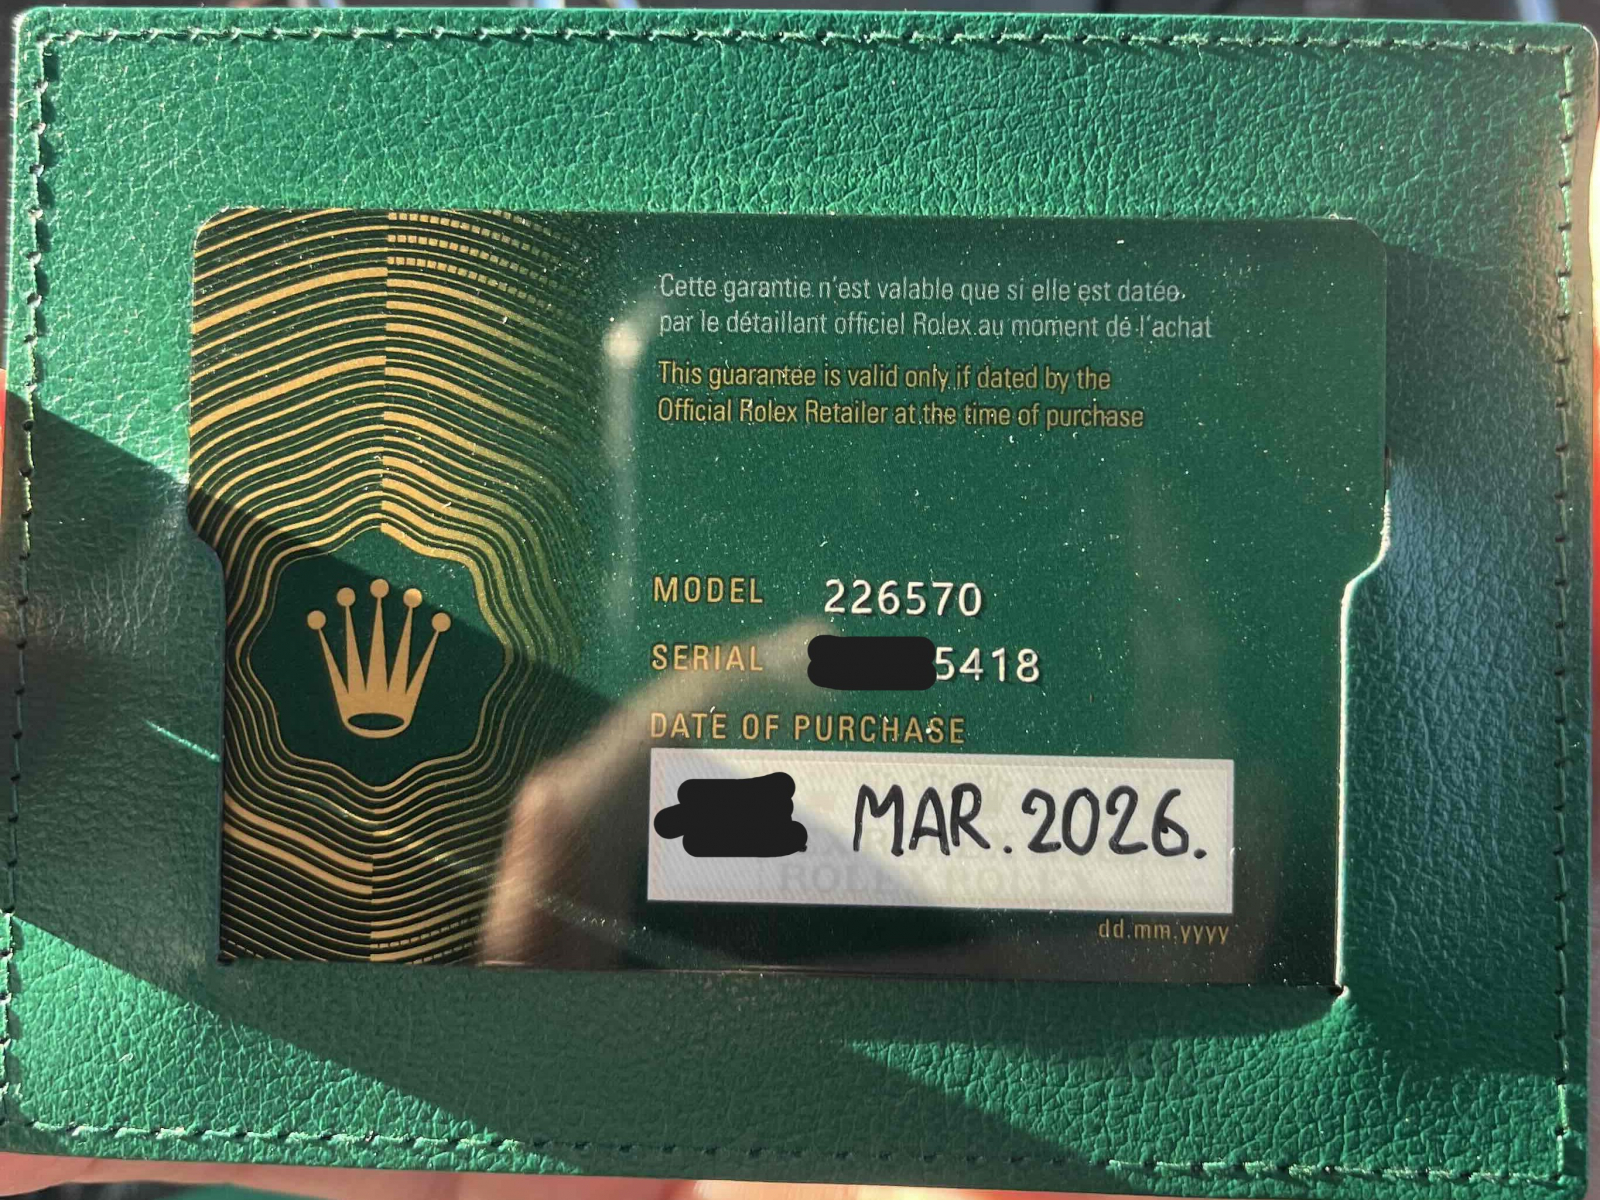 Cette garantie n'est valable que si elle est datée
par le détaillant officiel Rolex au moment de l'achat
This guarantee is valid only if dated by the
Official Rolex Retailer at the time of purchase
MODEL 226570
SERIAL 5418
DATE OF PURCHASE
MAR. 2026.
ROLEX ROLEX
dd.mm.yyyy